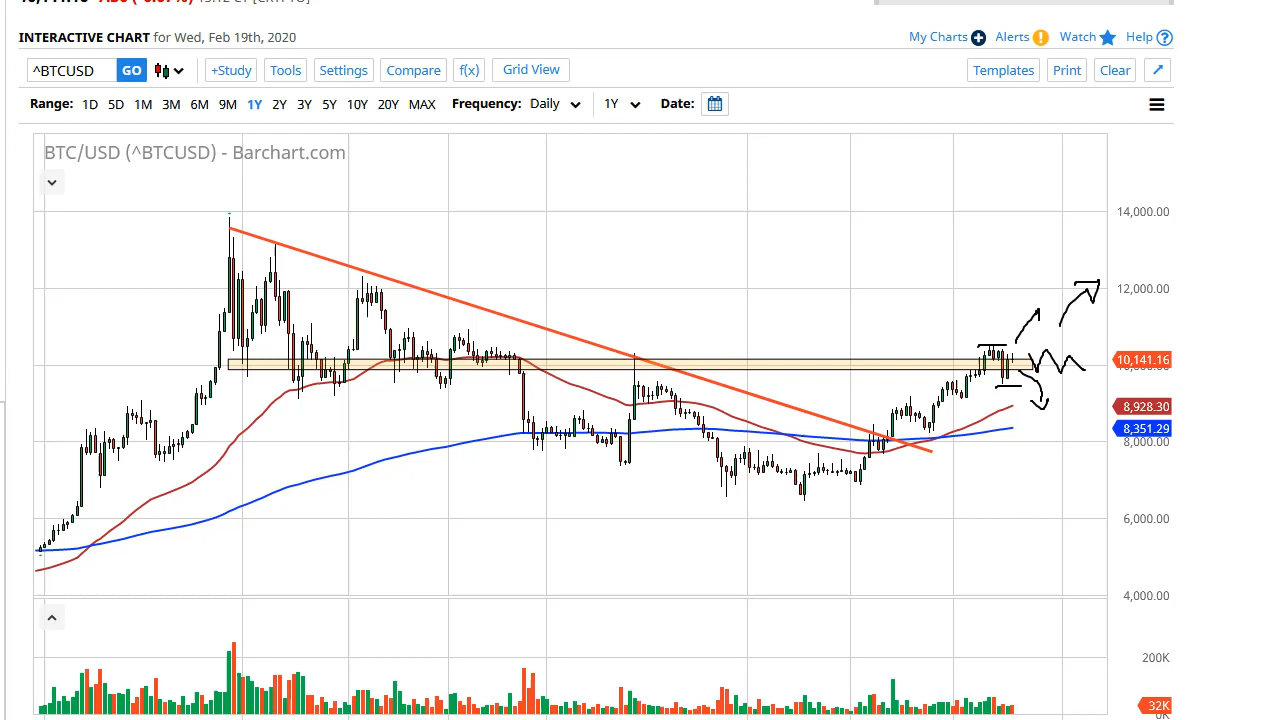 INTERACTIVE CHART for Wed, Feb 19th, 2020
My Charts Alerts Watch Help
^BTCUSD GO +Study Tools Settings Compare f(x) Grid View Templates Print Clear
Range: 1D 5D 1M 3M 6M 9M 1Y 2Y 3Y 5Y 10Y 20Y MAX Frequency: Daily 1Y Date:
BTC/USD (^BTCUSD) - Barchart.com
14,000.00
12,000.00
10,141.16
8,928.30
8,351.29
8,000.00
6,000.00
4,000.00
200K
32K
0K